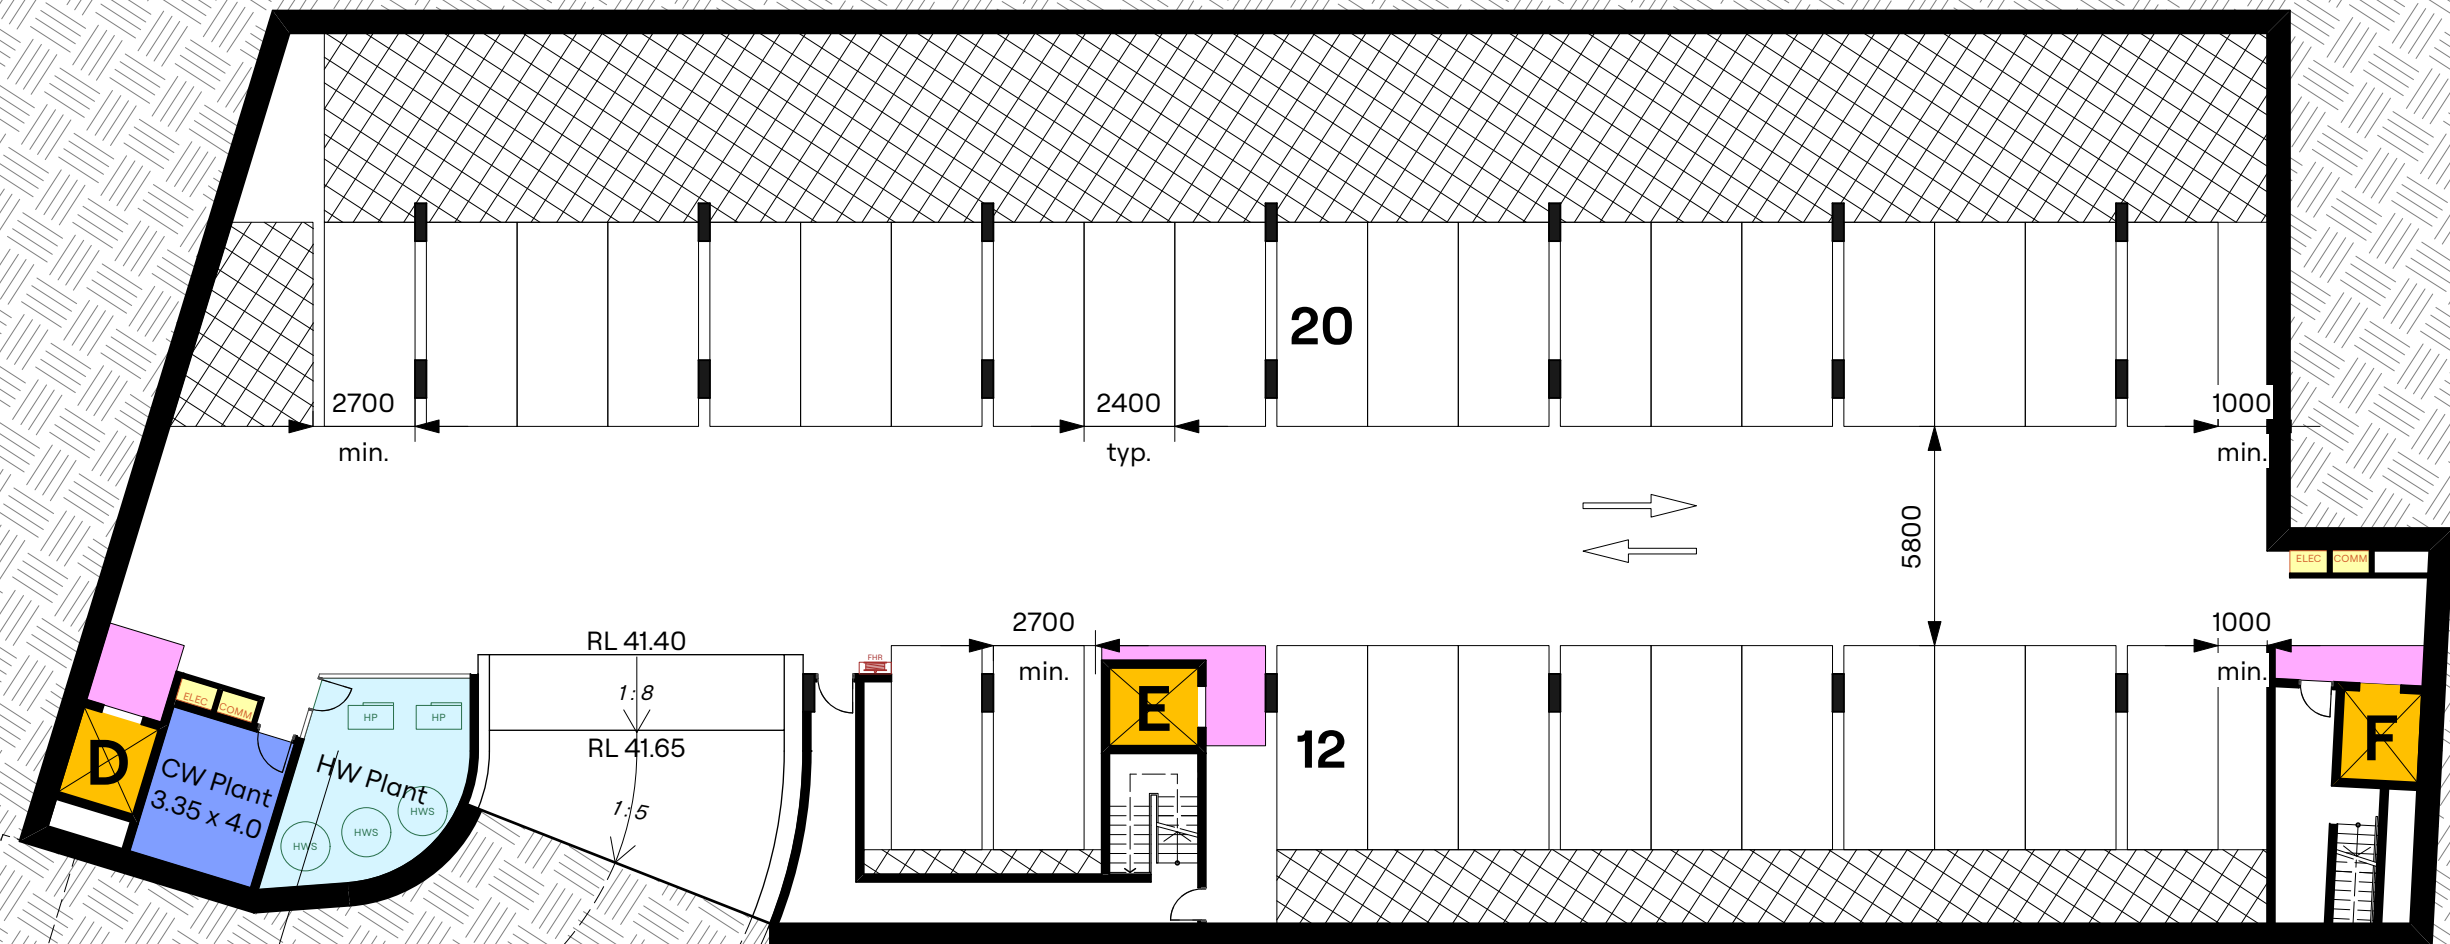 20
2700
min.
2400
typ.
1000
min.
5800
ELEC
COMM
2700
min.
1000
min.
RL 41.40
1:8
RL 41.65
1:5
FHR
ELEC
COMM
HP
HP
D
CW Plant
3.35 x 4.0
HW Plant
HWS
HWS
HWS
E
12
F